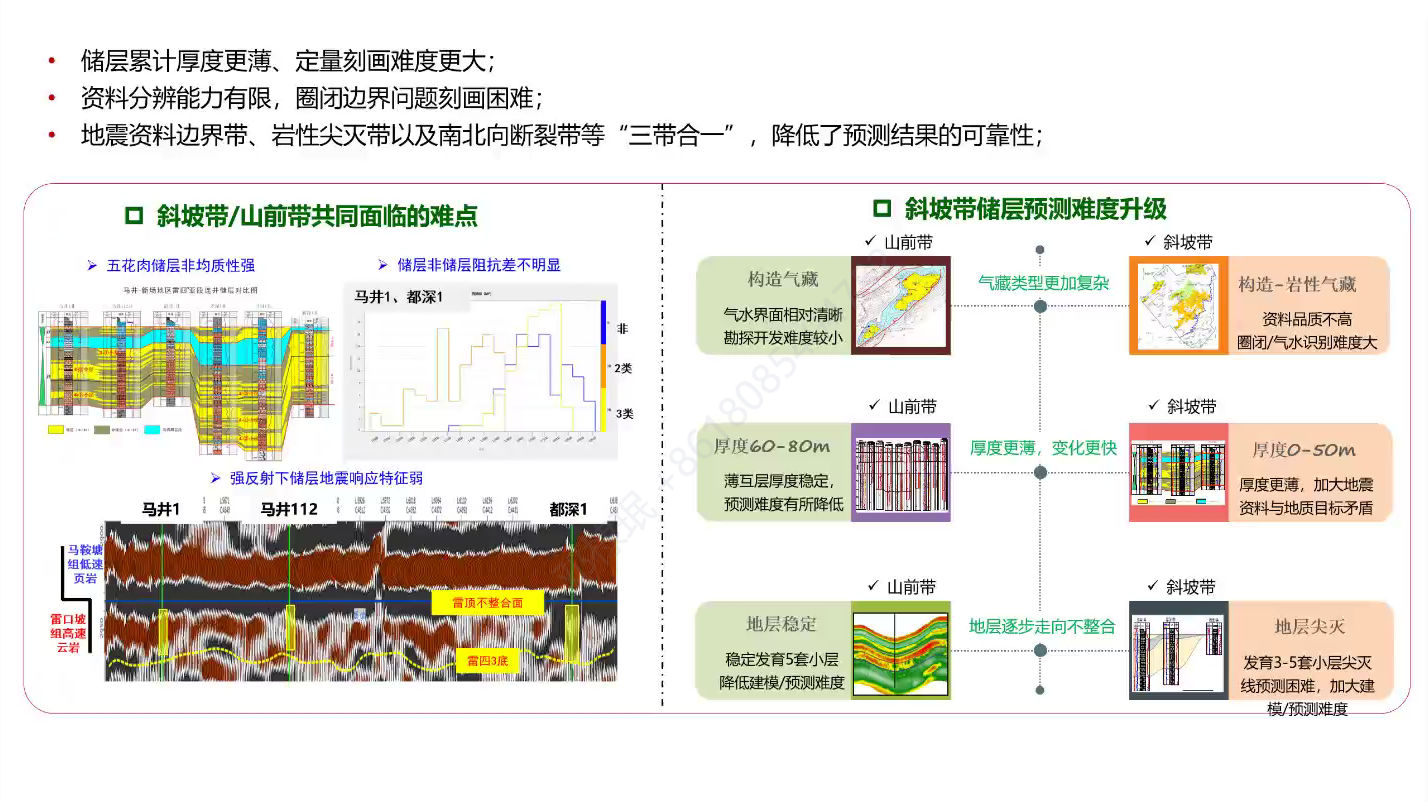 • 储层累计厚度更薄、定量刻画难度更大；
• 资料分辨能力有限，圈闭边界问题刻画困难；
• 地震资料边界带、岩性尖灭带以及南北向断裂带等“三带合一”，降低了预测结果的可靠性；
斜坡带/山前带共同面临的难点
五花肉储层非均质性强
马井-新场地区雷四³亚段连井储层对比图
储层非储层阻抗差不明显
马井1、都深1
非
2类
3类
强反射下储层地震响应特征弱
马井1
马井112
都深1
马鞍塘
组低速
页岩
雷口坡
组高速
云岩
雷顶不整合面
雷四3底
斜坡带储层预测难度升级
✓ 山前带
构造气藏
气水界面相对清晰
勘探开发难度较小
气藏类型更加复杂
✓ 斜坡带
构造-岩性气藏
资料品质不高
圈闭/气水识别难度大
✓ 山前带
厚度60-80m
薄互层厚度稳定，
预测难度有所降低
厚度更薄，变化更快
✓ 斜坡带
厚度0-50m
厚度更薄，加大地震
资料与地质目标矛盾
✓ 山前带
地层稳定
稳定发育5套小层
降低建模/预测难度
地层逐步走向不整合
✓ 斜坡带
地层尖灭
发育3-5套小层尖灭
线预测困难，加大建
模/预测难度